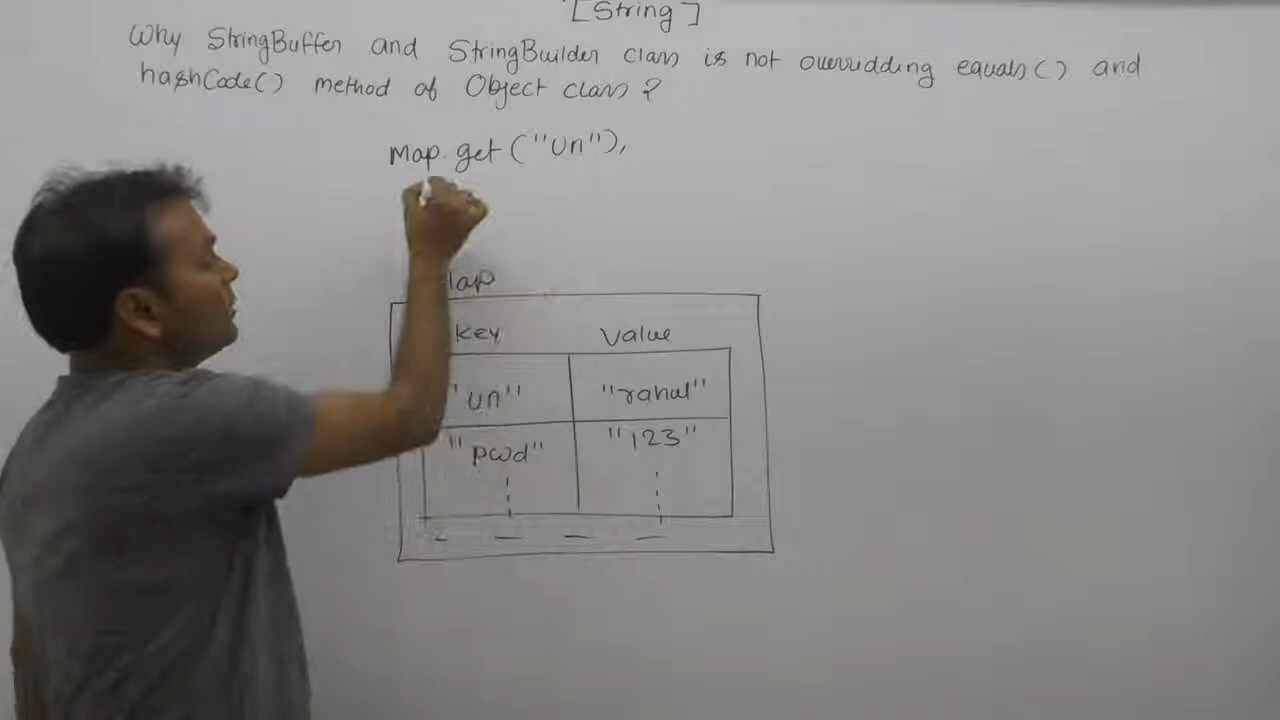 [String]
Why StringBuffer and StringBuilder class is not overridding equals() and
hashCode() method of Object class?
Map.get("un"),
lap
key value
"un" "rahul"
"pwd" "123"